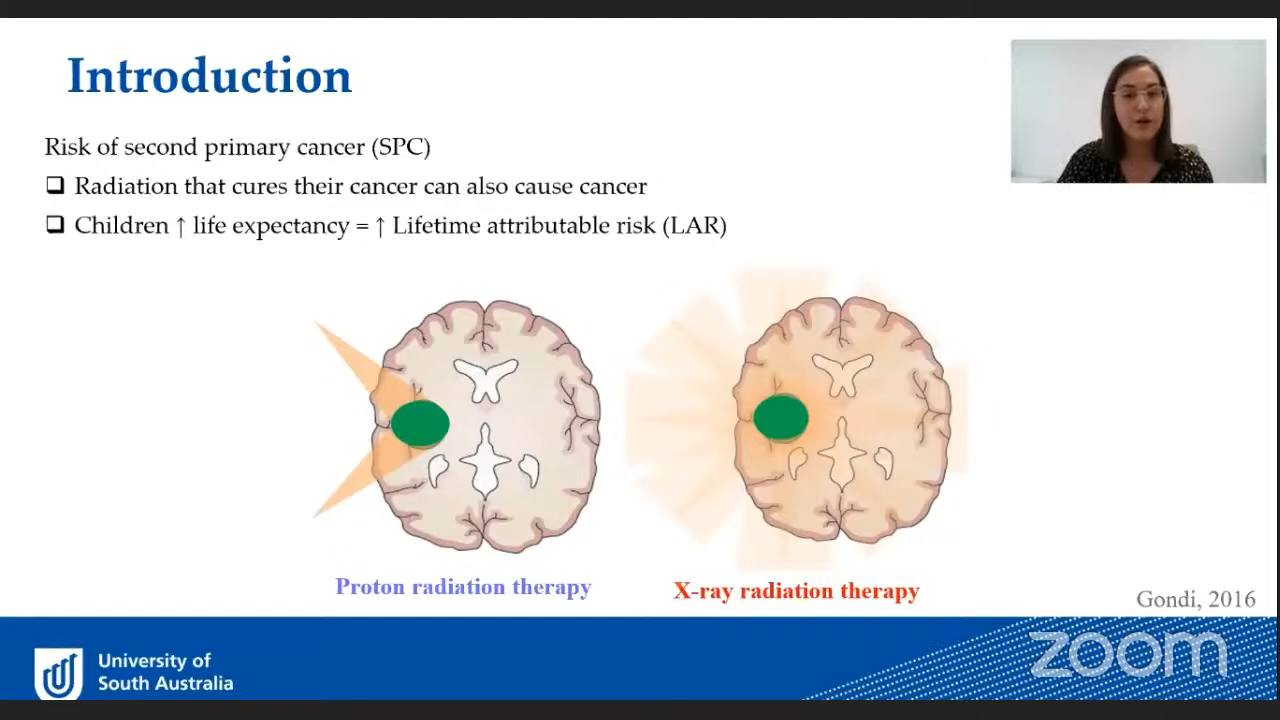 Introduction
Risk of second primary cancer (SPC)
Radiation that cures their cancer can also cause cancer
Children ↑ life expectancy = ↑ Lifetime attributable risk (LAR)
Proton radiation therapy
X-ray radiation therapy
Gondi, 2016
University of
South Australia
zoom